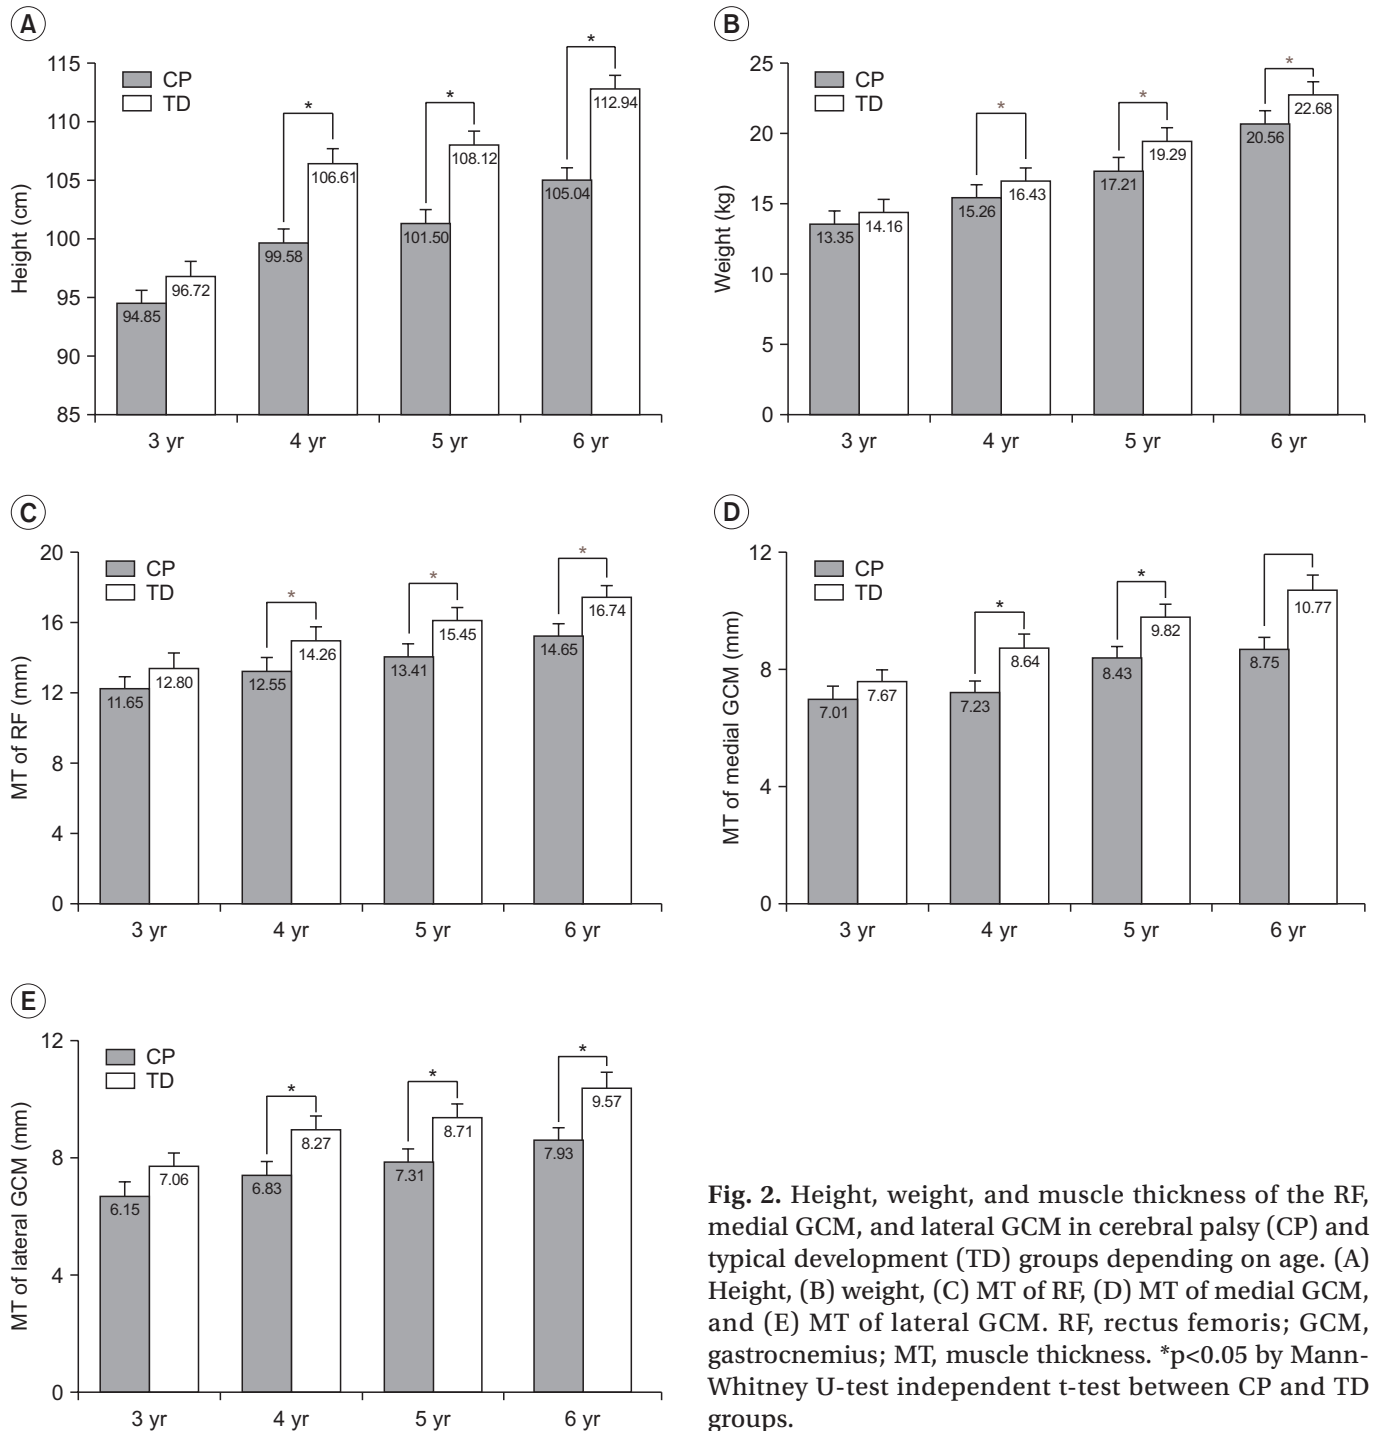 A
Height (cm)
115
110
105
100
95
90
85
CP
TD
*
*
*
94.85
96.72
99.58
106.61
101.50
108.12
105.04
112.94
3 yr
4 yr
5 yr
6 yr
B
Weight (kg)
25
20
15
10
5
0
CP
TD
*
*
*
13.35
14.16
15.26
16.43
17.21
19.29
20.56
22.68
3 yr
4 yr
5 yr
6 yr
C
MT of RF (mm)
20
16
12
8
4
0
CP
TD
*
*
*
11.65
12.80
12.55
14.26
13.41
15.45
14.65
16.74
3 yr
4 yr
5 yr
6 yr
D
MT of medial GCM (mm)
12
8
4
0
CP
TD
*
*
7.01
7.67
7.23
8.64
8.43
9.82
8.75
10.77
3 yr
4 yr
5 yr
6 yr
E
MT of lateral GCM (mm)
12
8
4
0
CP
TD
*
*
*
6.15
7.06
6.83
8.27
7.31
8.71
7.93
9.57
3 yr
4 yr
5 yr
6 yr
Fig. 2. Height, weight, and muscle thickness of the RF,
medial GCM, and lateral GCM in cerebral palsy (CP) and
typical development (TD) groups depending on age. (A)
Height, (B) weight, (C) MT of RF, (D) MT of medial GCM,
and (E) MT of lateral GCM. RF, rectus femoris; GCM,
gastrocnemius; MT, muscle thickness. *p<0.05 by Mann-
Whitney U-test independent t-test between CP and TD
groups.